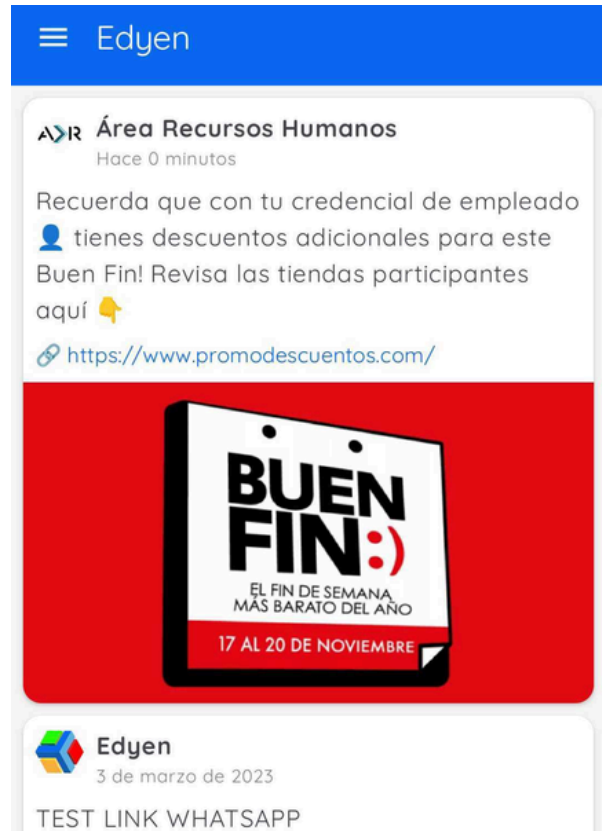 Edyen
Área Recursos Humanos
Hace 0 minutos
Recuerda que con tu credencial de empleado
👤 tienes descuentos adicionales para este
Buen Fin! Revisa las tiendas participantes
aquí 👇
🔗 https://www.promodescuentos.com/
BUEN
FIN:)
EL FIN DE SEMANA
MÁS BARATO DEL AÑO
17 AL 20 DE NOVIEMBRE
Edyen
3 de marzo de 2023
TEST LINK WHATSAPP